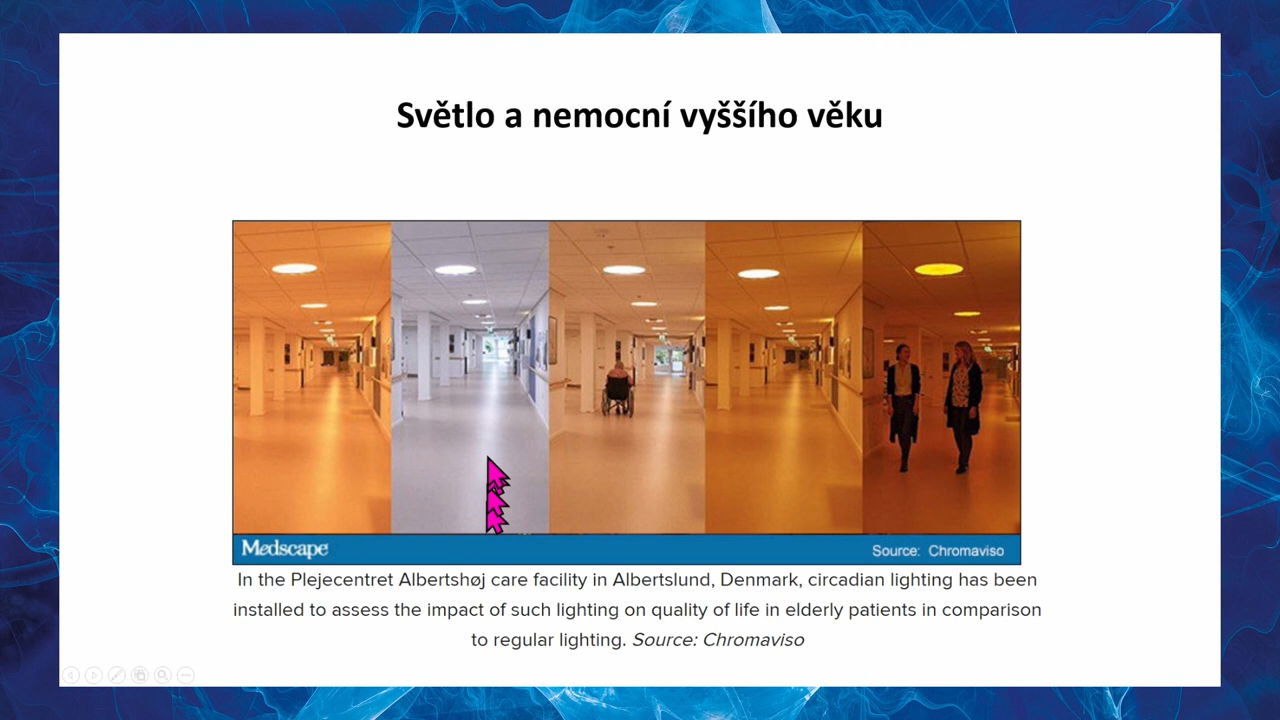 Světlo a nemocní vyššího věku
Medscape
Source: Chromaviso
In the Plejecentret Albertshøj care facility in Albertslund, Denmark, circadian lighting has been
installed to assess the impact of such lighting on quality of life in elderly patients in comparison
to regular lighting. Source: Chromaviso